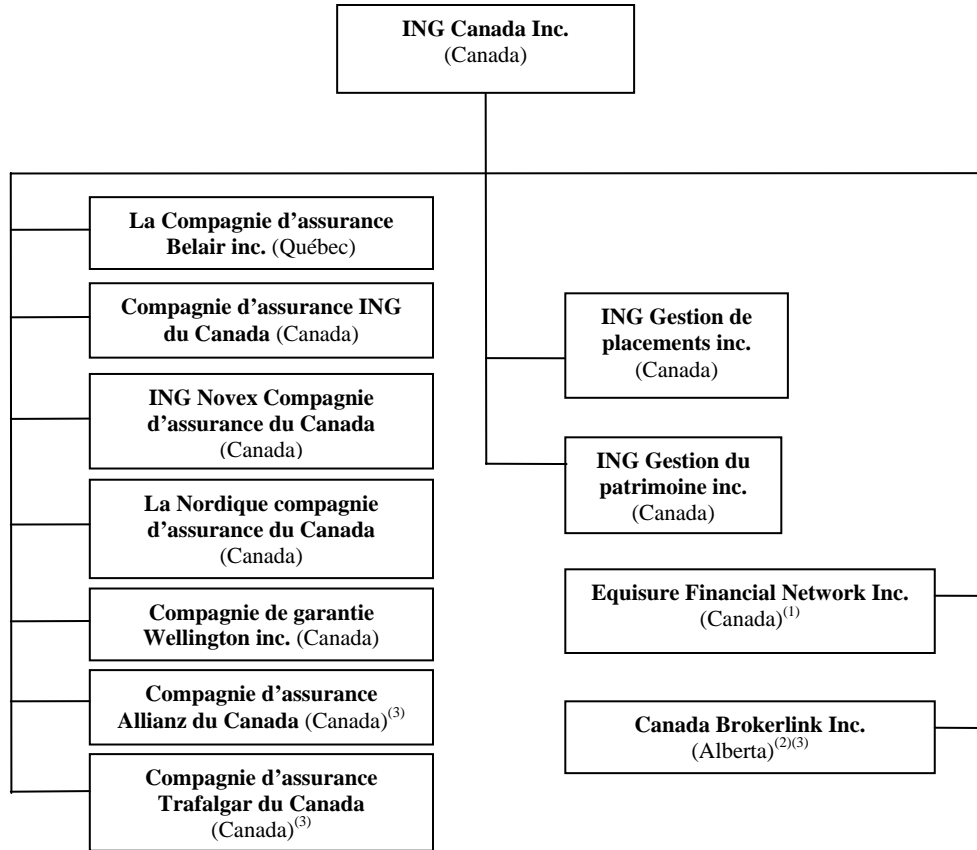 ING Canada Inc.
(Canada)
La Compagnie d'assurance
Belair inc. (Québec)
Compagnie d'assurance ING
du Canada (Canada)
ING Novex Compagnie
d'assurance du Canada
(Canada)
La Nordique compagnie
d'assurance du Canada
(Canada)
Compagnie de garantie
Wellington inc. (Canada)
Compagnie d'assurance
Allianz du Canada (Canada)(3)
Compagnie d'assurance
Trafalgar du Canada
(Canada)(3)
ING Gestion de
placements inc.
(Canada)
ING Gestion du
patrimoine inc.
(Canada)
Equisure Financial Network Inc.
(Canada)(1)
Canada Brokerlink Inc.
(Alberta)(2)(3)